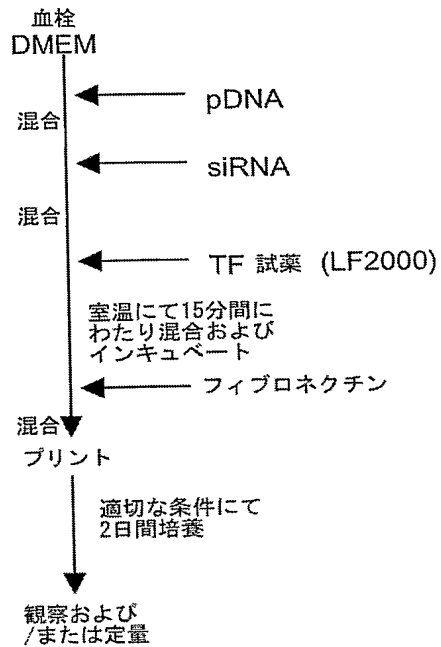 血栓
DMEM
pDNA
混合
siRNA
混合
TF 試薬 (LF2000)
室温にて15分間に
わたり混合および
インキュベート
フィブロネクチン
混合
プリント
適切な条件にて
2日間培養
観察および
/または定量